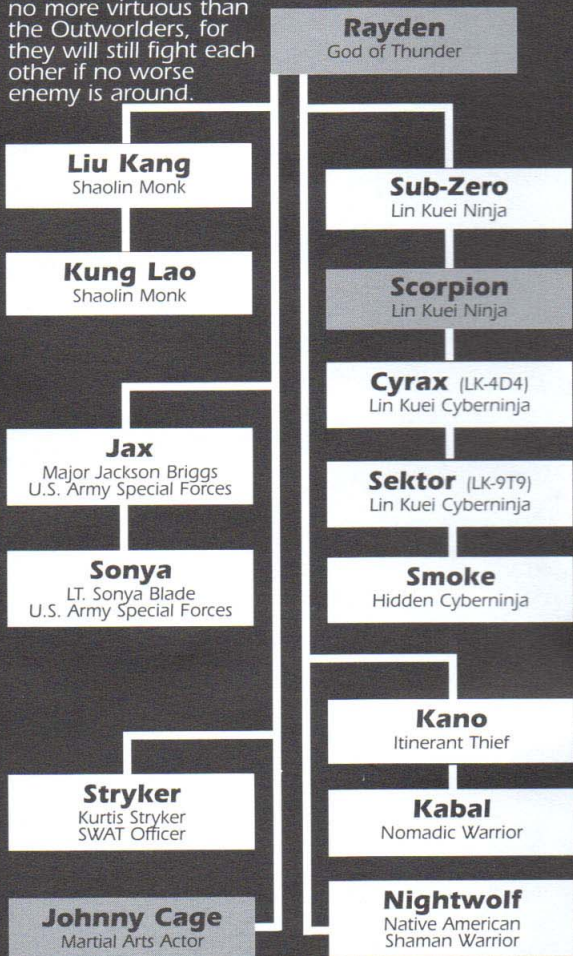 no more virtuous than
the Outworlders, for
they will still fight each
other if no worse
enemy is around.
Rayden
God of Thunder
Liu Kang
Shaolin Monk
Kung Lao
Shaolin Monk
Jax
Major Jackson Briggs
U.S. Army Special Forces
Sonya
LT. Sonya Blade
U.S. Army Special Forces
Stryker
Kurtis Stryker
SWAT Officer
Johnny Cage
Martial Arts Actor
Sub-Zero
Lin Kuei Ninja
Scorpion
Lin Kuei Ninja
Cyrax (LK-4D4)
Lin Kuei Cyberninja
Sektor (LK-9T9)
Lin Kuei Cyberninja
Smoke
Hidden Cyberninja
Kano
Itinerant Thief
Kabal
Nomadic Warrior
Nightwolf
Native American
Shaman Warrior